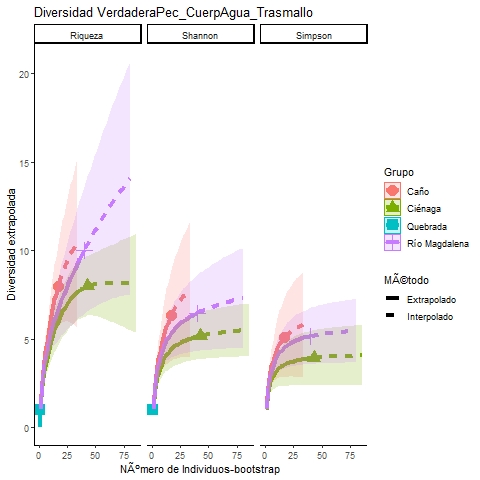 Diversidad VerdaderaPec_CuerpAgua_Trasmallo
Riqueza
Shannon
Simpson
20
15
10
5
0
Diversidad extrapolada
0 25 50 75
0 25 50 75
0 25 50 75
NÃºmero de Individuos-bootstrap
Grupo
Caño
Ciénaga
Quebrada
Río Magdalena
MÃ©todo
Extrapolado
Interpolado